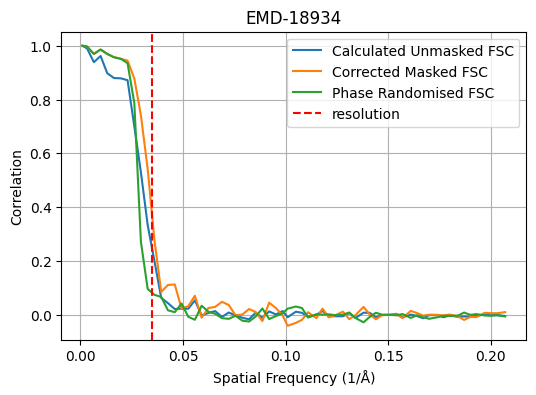 EMD-18934
Calculated Unmasked FSC
Corrected Masked FSC
Phase Randomised FSC
resolution
Correlation
1.0
0.8
0.6
0.4
0.2
0.0
0.00 0.05 0.10 0.15 0.20
Spatial Frequency (1/Å)